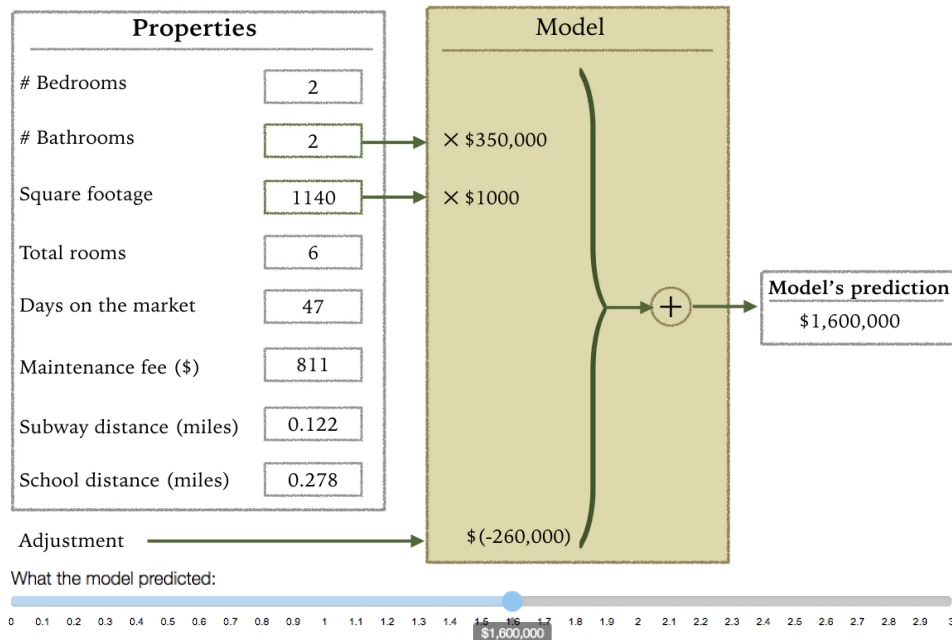 Properties
Model
# Bedrooms 2
# Bathrooms 2 × $350,000
Square footage 1140 × $1000
Total rooms 6
Days on the market 47
Maintenance fee ($) 811
Subway distance (miles) 0.122
School distance (miles) 0.278
Adjustment $(-260,000)
+
Model's prediction
$1,600,000
What the model predicted:
0 0.1 0.2 0.3 0.4 0.5 0.6 0.7 0.8 0.9 1 1.1 1.2 1.3 1.4 1.5 1.6 1.7 1.8 1.9 2 2.1 2.2 2.3 2.4 2.5 2.6 2.7 2.8 2.9
$1,600,000